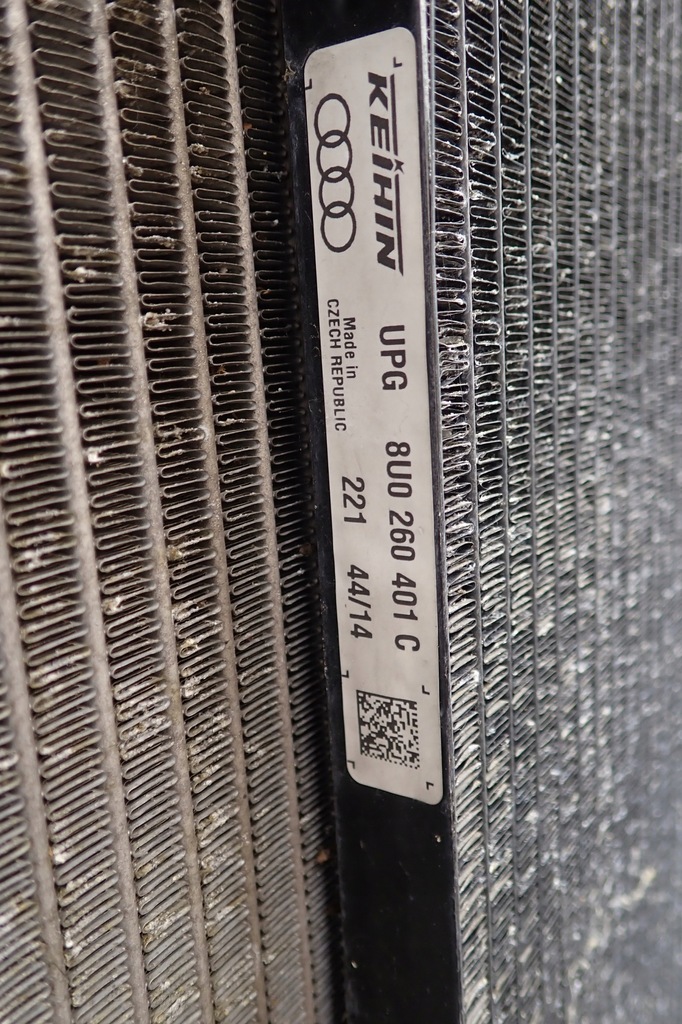 KEIHIN
UPG 8U0 260 401 C
Made in
CZECH REPUBLIC
221 44/14